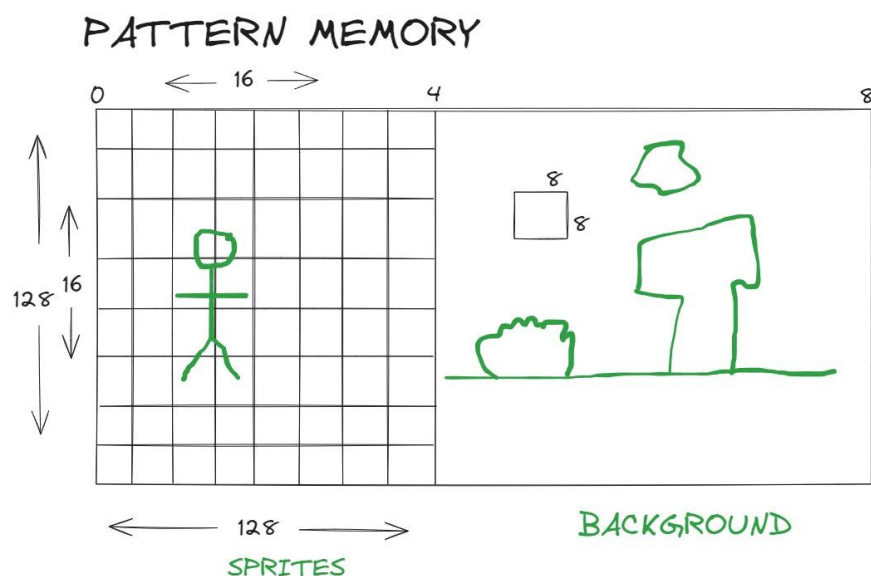 PATTERN MEMORY
16
0 4 8
8
8
128 16
128
BACKGROUND
SPRITES